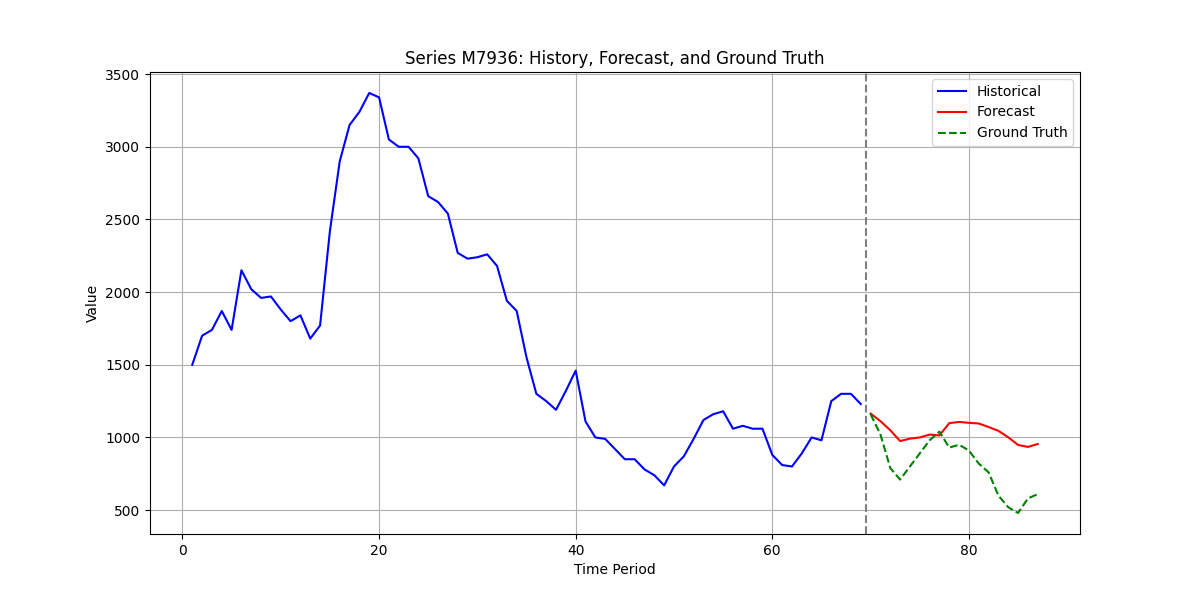 Series M7936: History, Forecast, and Ground Truth
3500
3000
2500
2000
1500
1000
500
Value
Historical
Forecast
Ground Truth
0
20
40
60
80
Time Period